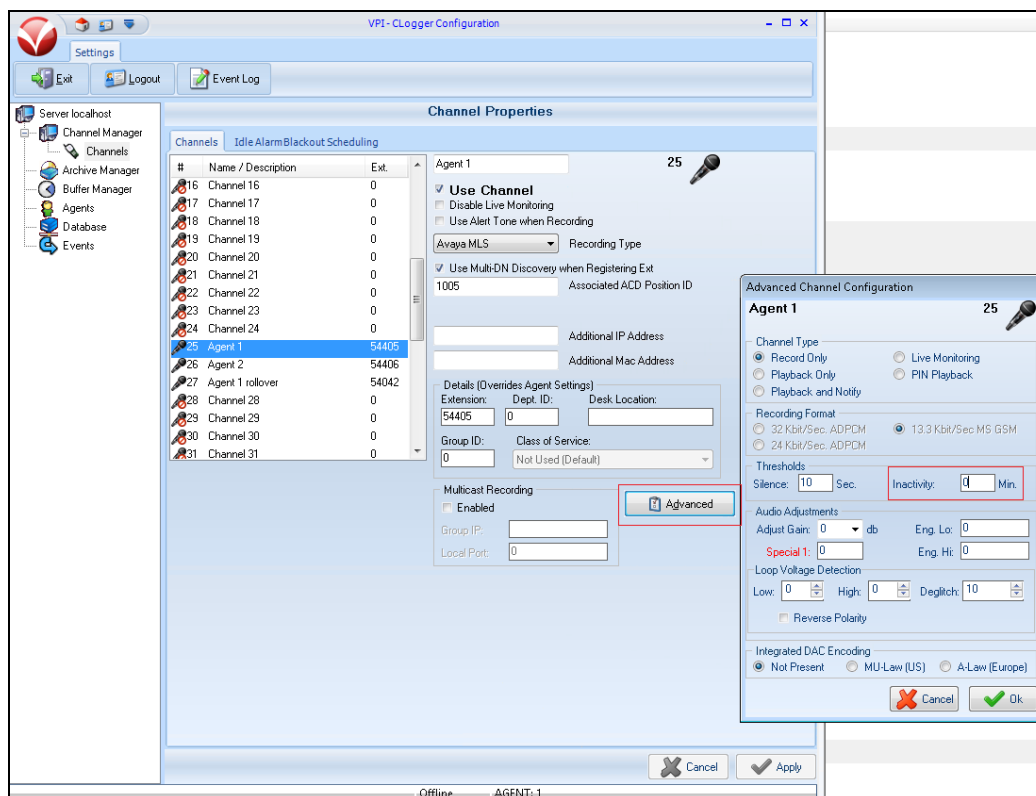 VPI - CLogger Configuration
Settings
Exit
Logout
Event Log
Server localhost
Channel Manager
Channels
Archive Manager
Buffer Manager
Agents
Database
Events
Channel Properties
Channels
Idle Alarm Blackout Scheduling
# Name / Description Ext.
16 Channel 16 0
17 Channel 17 0
18 Channel 18 0
19 Channel 19 0
20 Channel 20 0
21 Channel 21 0
22 Channel 22 0
23 Channel 23 0
24 Channel 24 0
25 Agent 1 54405
26 Agent 2 54406
27 Agent 1 rollover 54042
28 Channel 28 0
29 Channel 29 0
30 Channel 30 0
31 Channel 31 0
Agent 1 25
Use Channel
Disable Live Monitoring
Use Alert Tone when Recording
Avaya MLS Recording Type
Use Multi-DN Discovery when Registering Ext
1005 Associated ACD Position ID
Additional IP Address
Additional Mac Address
Details (Overrides Agent Settings)
Extension: Dept. ID: Desk Location:
54405 0
Group ID: Class of Service:
0 Not Used (Default)
Multicast Recording
Enabled
Group IP:
Local Port: 0
Advanced
Cancel
Apply
Offline AGENT: 1
Advanced Channel Configuration
Agent 1 25
Channel Type
Record Only Live Monitoring
Playback Only PIN Playback
Playback and Notify
Recording Format
32 Kbit/Sec. ADPCM 13.3 Kbit/Sec MS GSM
24 Kbit/Sec. ADPCM
Thresholds
Silence: 10 Sec. Inactivity: 0 Min.
Audio Adjustments
Adjust Gain: 0 db Eng. Lo: 0
Special 1: 0 Eng. Hi: 0
Loop Voltage Detection
Low: 0 High: 0 Deglitch: 10
Reverse Polarity
Integrated DAC Encoding
Not Present MU-Law (US) A-Law (Europe)
Cancel Ok